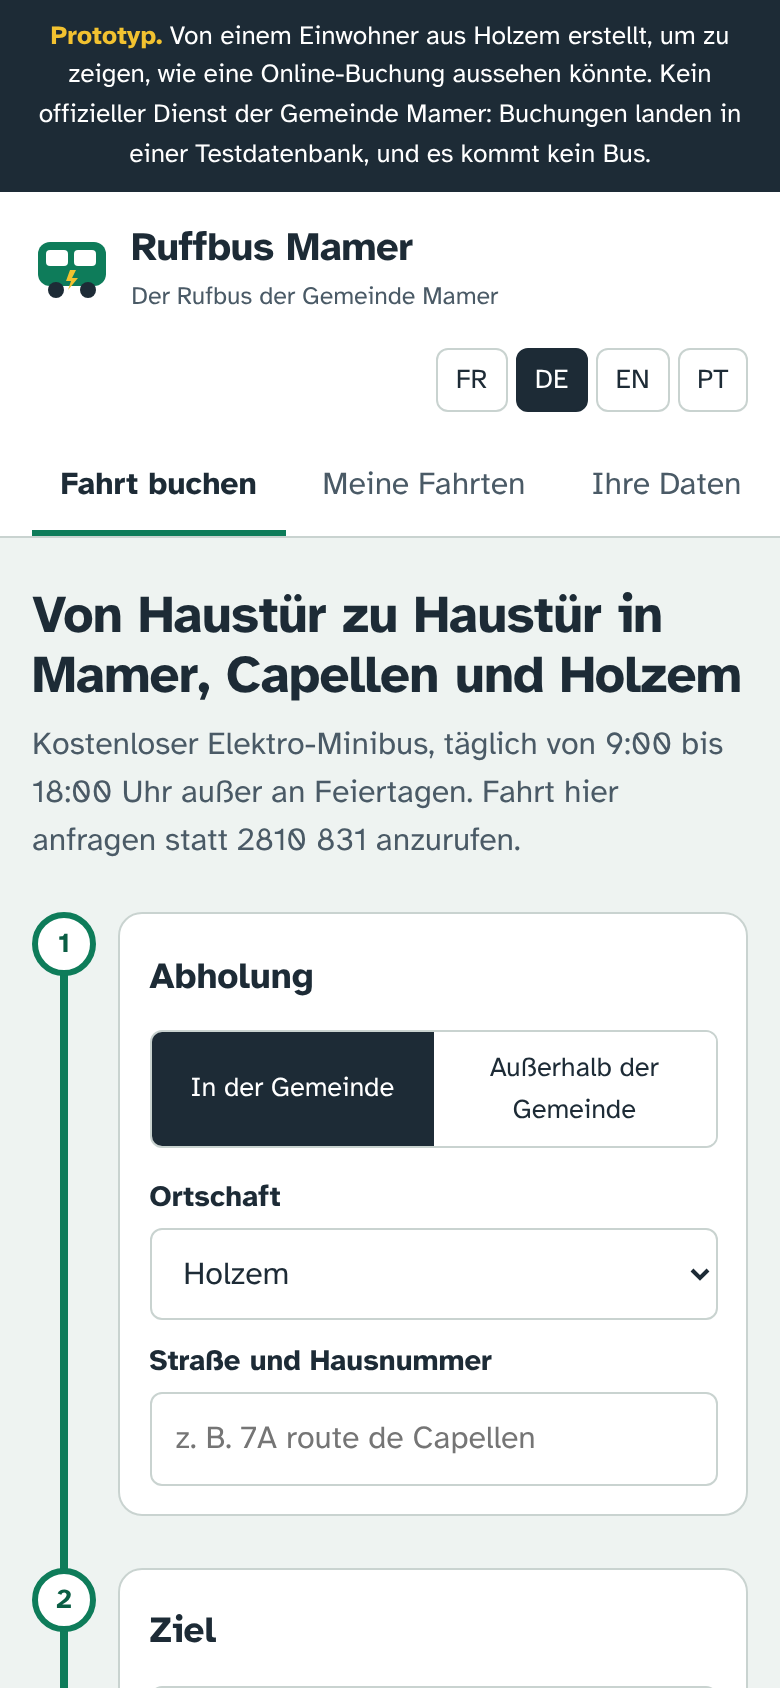 Prototyp. Von einem Einwohner aus Holzem erstellt, um zu
zeigen, wie eine Online-Buchung aussehen könnte. Kein
offizieller Dienst der Gemeinde Mamer: Buchungen landen in
einer Testdatenbank, und es kommt kein Bus.
Ruffbus Mamer
Der Rufbus der Gemeinde Mamer
FR DE EN PT
Fahrt buchen Meine Fahrten Ihre Daten
Von Haustür zu Haustür in
Mamer, Capellen und Holzem
Kostenloser Elektro-Minibus, täglich von 9:00 bis
18:00 Uhr außer an Feiertagen. Fahrt hier
anfragen statt 2810 831 anzurufen.
1
Abholung
In der Gemeinde
Außerhalb der
Gemeinde
Ortschaft
Holzem
Straße und Hausnummer
z. B. 7A route de Capellen
2
Ziel